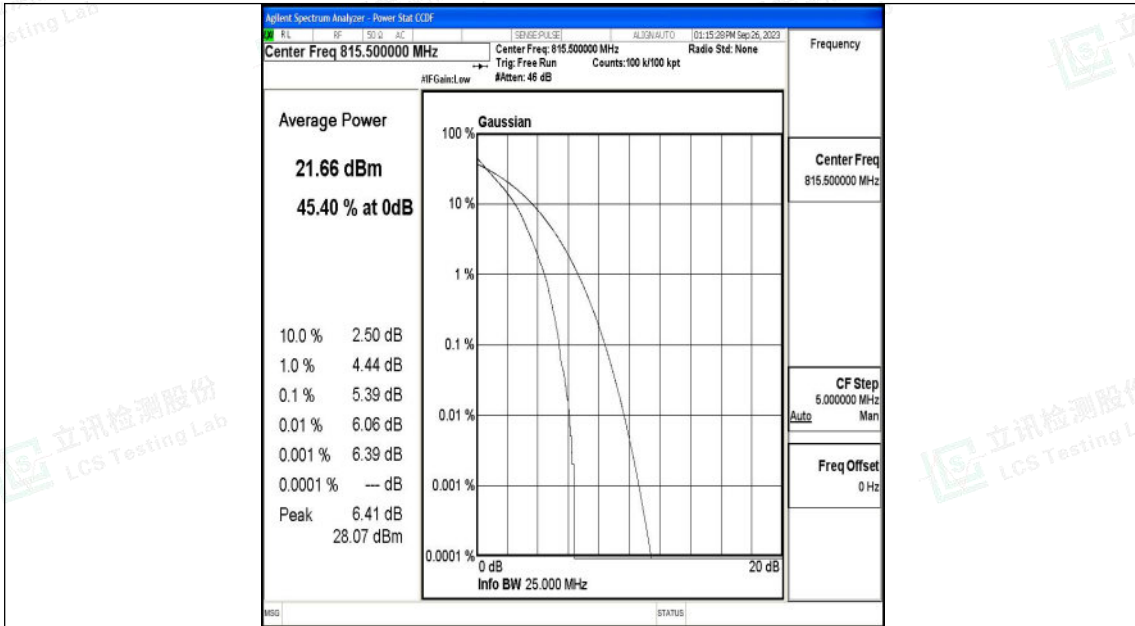 Agilent Spectrum Analyzer - Power Stat CCDF
RL RF 50 Ω AC SENSE:PULSE ALIGNAUTO 01:15:28PM Sep 26, 2023
Center Freq 815.500000 MHz
Center Freq: 815.500000 MHz Radio Std: None
Trig: Free Run Counts:100 k/100 kpt
#IFGain:Low #Atten: 46 dB
Average Power
21.66 dBm
45.40 % at 0dB
10.0 % 2.50 dB
1.0 % 4.44 dB
0.1 % 5.39 dB
0.01 % 6.06 dB
0.001 % 6.39 dB
0.0001 % --- dB
Peak 6.41 dB
28.07 dBm
Gaussian
100 %
10 %
1 %
0.1 %
0.01 %
0.001 %
0.0001 %
0 dB 20 dB
Info BW 25.000 MHz
Frequency
Center Freq
815.500000 MHz
CF Step
5.000000 MHz
Auto Man
Freq Offset
0 Hz
MSG STATUS
立讯检测股份
LCS Testing Lab
立讯检测股份
LCS Testing L
sting Lab